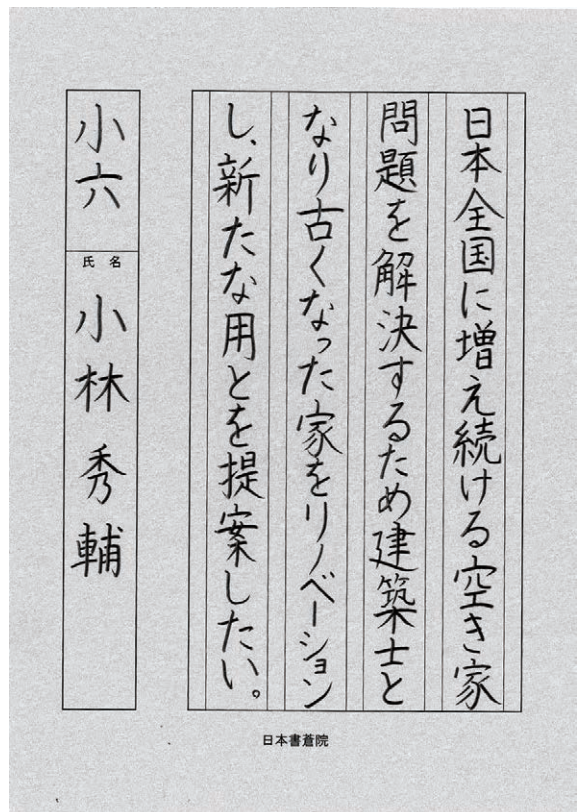 日本全国に増え続ける空き家
問題を解決するため建築士と
なり古くなった家をリノベーション
し、新たな用とを提案したい。
小六
氏名
小林秀輔
日本書蒼院